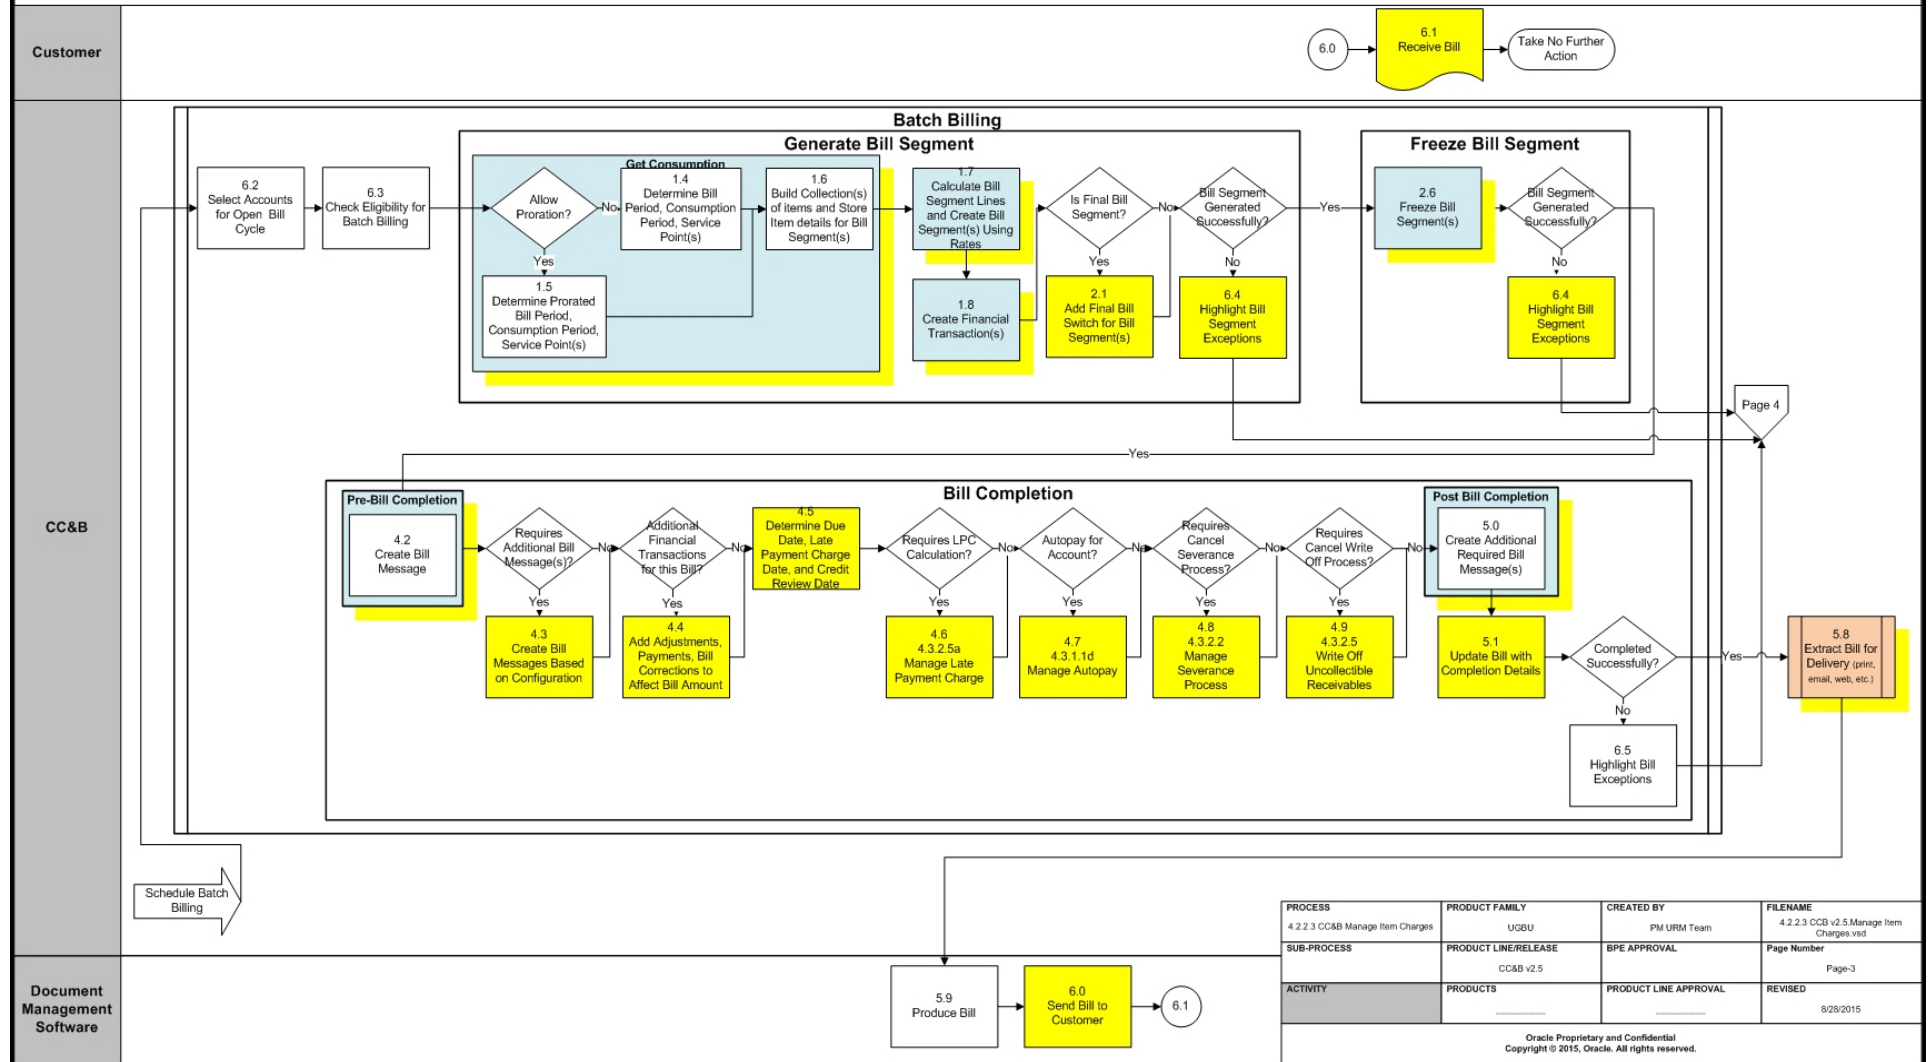 Customer
6.0
6.1
Receive Bill
Take No Further
Action
CC&B
Batch Billing
Generate Bill Segment
Freeze Bill Segment
6.2
Select Accounts
for Open Bill
Cycle
6.3
Check Eligibility for
Batch Billing
Get Consumption
Allow
Proration?
No
Yes
1.4
Determine Bill
Period, Consumption
Period, Service
Point(s)
1.5
Determine Prorated
Bill Period,
Consumption Period,
Service Point(s)
1.6
Build Collection(s)
of items and Store
Item details for Bill
Segment(s)
1.7
Calculate Bill
Segment Lines
and Create Bill
Segment(s) Using
Rates
1.8
Create Financial
Transaction(s)
Is Final Bill
Segment?
No
Yes
2.1
Add Final Bill
Switch for Bill
Segment(s)
Bill Segment
Generated
Successfully?
Yes
No
6.4
Highlight Bill
Segment
Exceptions
2.6
Freeze Bill
Segment(s)
Bill Segment
Generated
Successfully?
No
6.4
Highlight Bill
Segment
Exceptions
Page 4
Yes
Bill Completion
Pre-Bill Completion
4.2
Create Bill
Message
Requires
Additional Bill
Message(s)?
No
Yes
4.3
Create Bill
Messages Based
on Configuration
Additional
Financial
Transactions
for this Bill?
No
Yes
4.4
Add Adjustments,
Payments, Bill
Corrections to
Affect Bill Amount
4.5
Determine Due
Date, Late
Payment Charge
Date, and Credit
Review Date
Requires LPC
Calculation?
No
Yes
4.6
4.3.2.5a
Manage Late
Payment Charge
Autopay for
Account?
No
Yes
4.7
4.3.1.1d
Manage Autopay
Requires
Cancel
Severance
Process?
No
Yes
4.8
4.3.2.2
Manage
Severance
Process
Requires
Cancel Write
Off Process?
No
Yes
4.9
4.3.2.5
Write Off
Uncollectible
Receivables
Post Bill Completion
5.0
Create Additional
Required Bill
Message(s)
5.1
Update Bill with
Completion Details
Completed
Successfully?
Yes
No
6.5
Highlight Bill
Exceptions
5.8
Extract Bill for
Delivery (print,
email, web, etc.)
Schedule Batch
Billing
Document
Management
Software
5.9
Produce Bill
6.0
Send Bill to
Customer
6.1
PROCESS
4.2.2.3 CC&B Manage Item Charges
PRODUCT FAMILY
UGBU
CREATED BY
PM URM Team
FILENAME
4.2.2.3 CCB v2.5.Manage Item
Charges.vsd
SUB-PROCESS
PRODUCT LINE/RELEASE
CC&B v2.5
BPE APPROVAL
Page Number
Page-3
ACTIVITY
PRODUCTS
PRODUCT LINE APPROVAL
REVISED
8/28/2015
Oracle Proprietary and Confidential
Copyright © 2015, Oracle. All rights reserved.